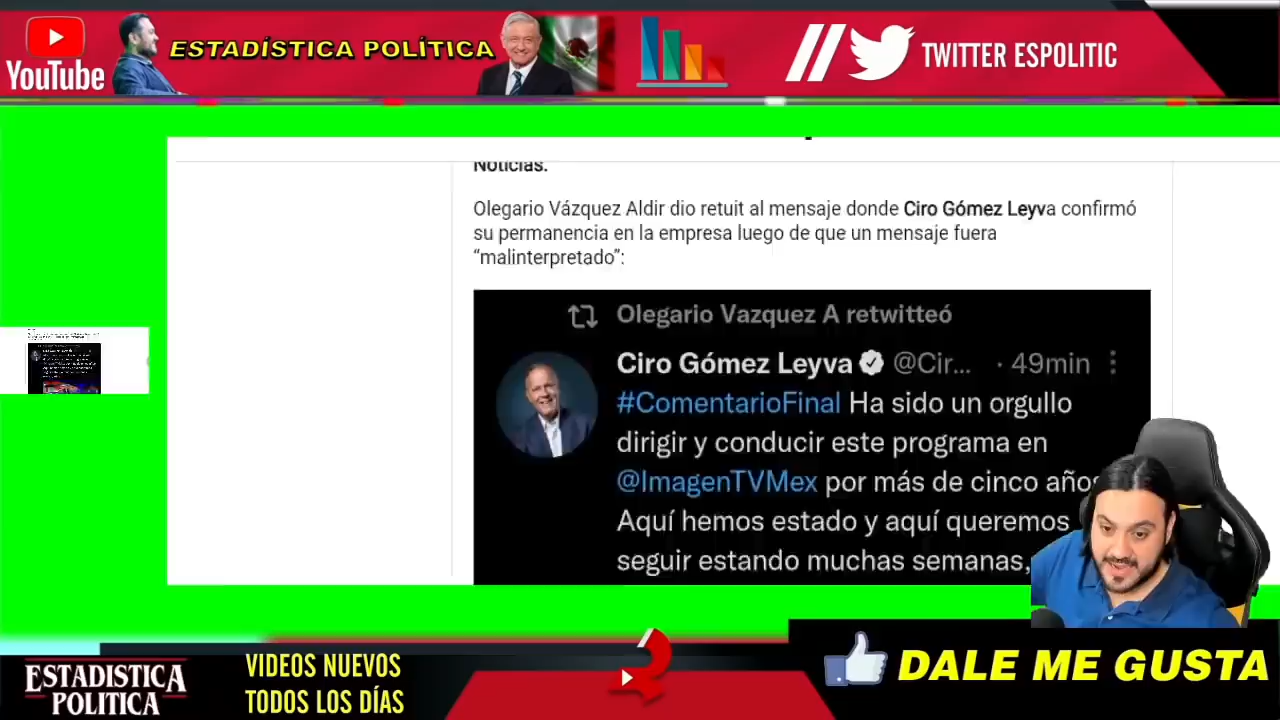 YouTube
ESTADÍSTICA POLÍTICA
TWITTER ESPOLITIC
Noticias.
Olegario Vázquez Aldir dio retuit al mensaje donde Ciro Gómez Leyva confirmó
su permanencia en la empresa luego de que un mensaje fuera
“malinterpretado”:
Olegario Vazquez A retwitteó
Ciro Gómez Leyva @Cir... · 49min
#ComentarioFinal Ha sido un orgullo
dirigir y conducir este programa en
@ImagenTVMex por más de cinco años
Aquí hemos estado y aquí queremos
seguir estando muchas semanas,
ESTADISTICA
POLITICA
VIDEOS NUEVOS
TODOS LOS DÍAS
DALE ME GUSTA